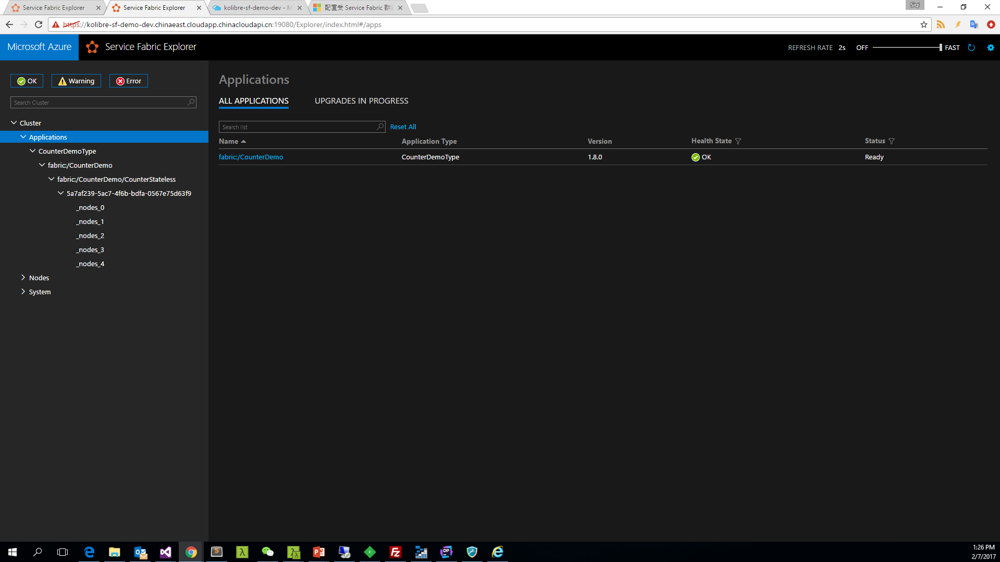 Service Fabric Explorer
Service Fabric Explorer
kolibre-sf-demo-dev - M
配置受 Service Fabric 群
Siqi
https://kolibre-sf-demo-dev.chinaeast.cloudapp.chinacloudapi.cn:19080/Explorer/index.html#/apps
Microsoft Azure
Service Fabric Explorer
REFRESH RATE 2s OFF FAST
OK
Warning
Error
Search Cluster
Cluster
Applications
CounterDemoType
fabric:/CounterDemo
fabric:/CounterDemo/CounterStateless
5a7af239-5ac7-4f6b-bdfa-0567e75d63f9
_nodes_0
_nodes_1
_nodes_2
_nodes_3
_nodes_4
Nodes
System
Applications
ALL APPLICATIONS UPGRADES IN PROGRESS
Search list Reset All
Name Application Type Version Health State Status
fabric:/CounterDemo CounterDemoType 1.8.0 OK Ready
1:26 PM
2/7/2017